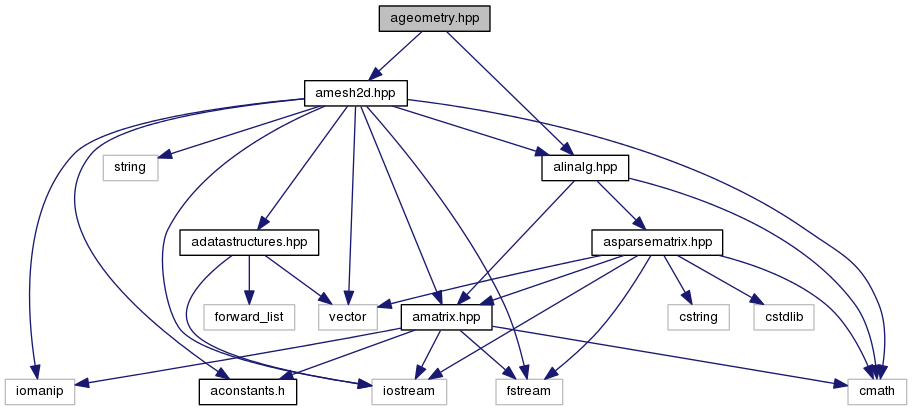 ageometry.hpp
amesh2d.hpp
string
alinalg.hpp
adatastructures.hpp
asparsematrix.hpp
forward_list
vector
amatrix.hpp
cstring
cstdlib
iomanip
aconstants.h
iostream
fstream
cmath